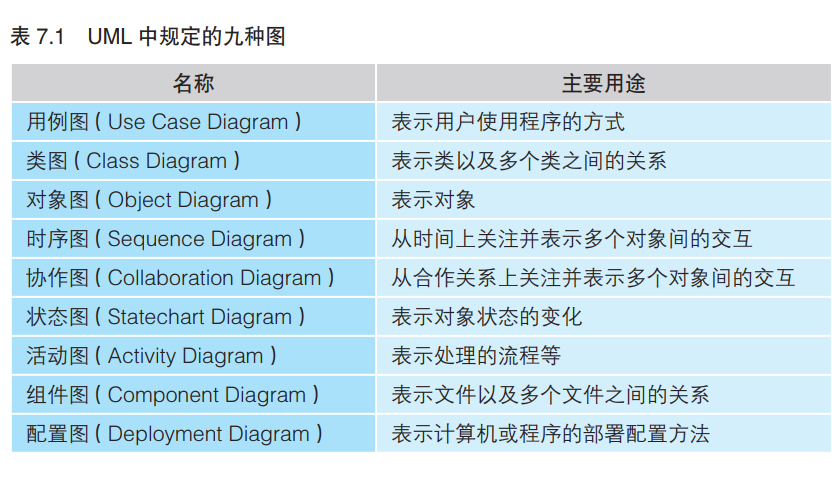 表 7.1 UML 中规定的九种图
名称 主要用途
用例图（Use Case Diagram） 表示用户使用程序的方式
类图（Class Diagram） 表示类以及多个类之间的关系
对象图（Object Diagram） 表示对象
时序图（Sequence Diagram） 从时间上关注并表示多个对象间的交互
协作图（Collaboration Diagram） 从合作关系上关注并表示多个对象间的交互
状态图（Statechart Diagram） 表示对象状态的变化
活动图（Activity Diagram） 表示处理的流程等
组件图（Component Diagram） 表示文件以及多个文件之间的关系
配置图（Deployment Diagram） 表示计算机或程序的部署配置方法